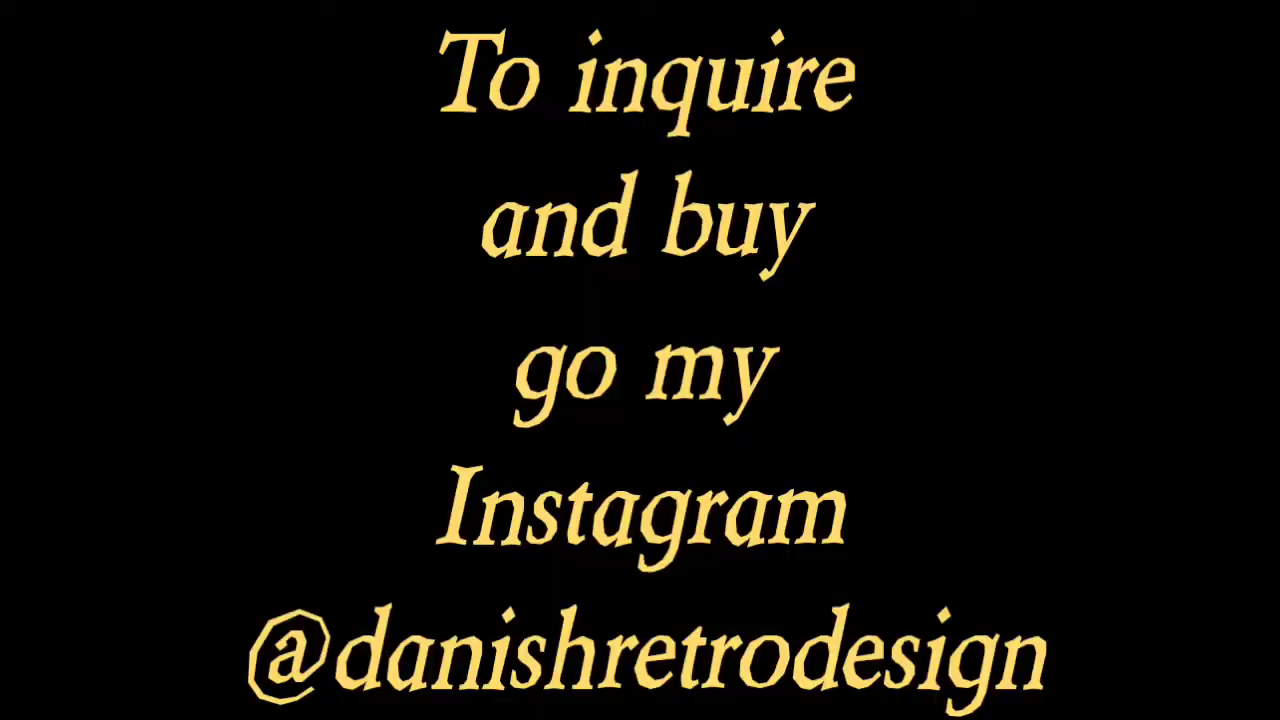 To inquire
and buy
go my
Instagram
@danishretrodesign